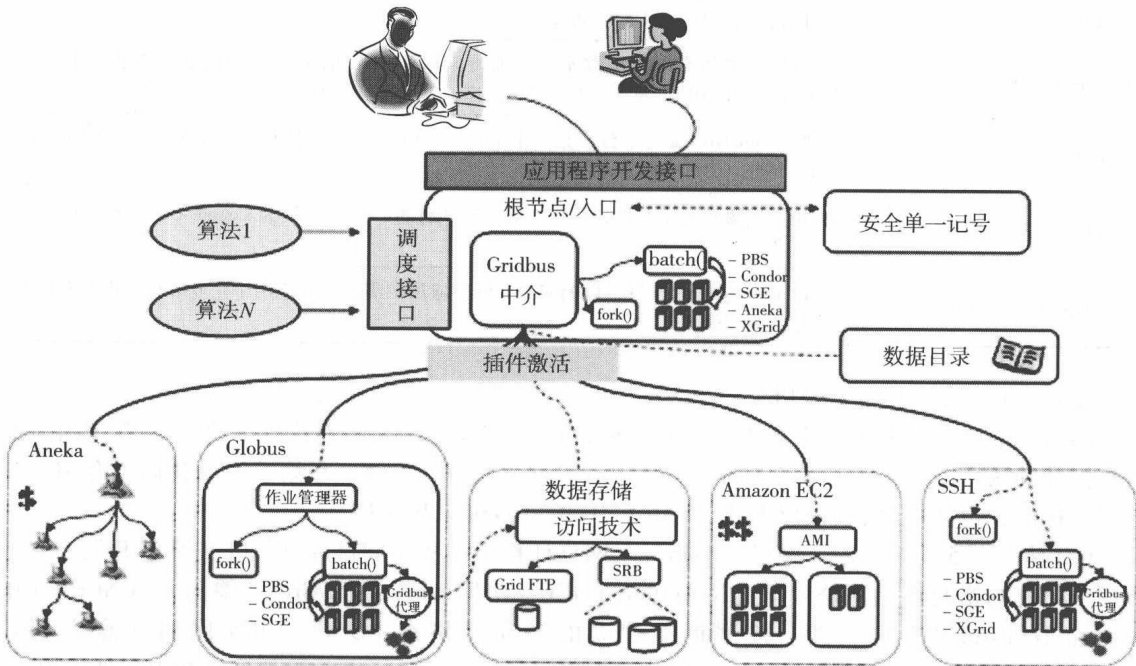 应用程序开发接口
根节点/入口
安全单一记号
算法1
调度接口
Gridbus
中介
batch()
fork()
– PBS
– Condor
– SGE
– Aneka
– XGrid
算法N
数据目录
插件激活
Aneka
Globus
作业管理器
fork()
batch()
– PBS
– Condor
– SGE
Gridbus
代理
数据存储
访问技术
Grid FTP
SRB
Amazon EC2
AMI
SSH
fork()
batch()
– PBS
– Condor
– SGE
– XGrid
Gridbus
代理